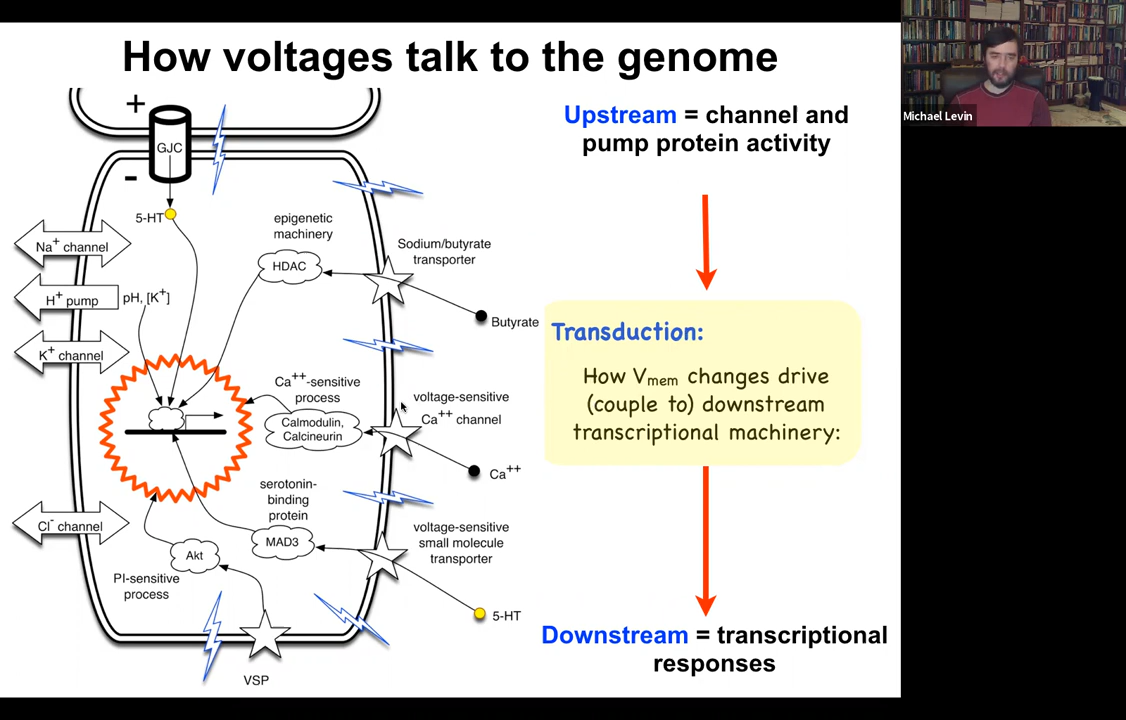 How voltages talk to the genome
+
GJC
-
5-HT
Na+ channel
H+ pump
pH, [K+]
K+ channel
Cl- channel
epigenetic
machinery
HDAC
Sodium/butyrate
transporter
Butyrate
Ca++-sensitive
process
Calmodulin,
Calcineurin
voltage-sensitive
Ca++ channel
Ca++
serotonin-
binding
protein
MAD3
voltage-sensitive
small molecule
transporter
5-HT
Akt
PI-sensitive
process
VSP
Upstream = channel and
pump protein activity
Transduction:
How Vmem changes drive
(couple to) downstream
transcriptional machinery:
Downstream = transcriptional
responses
Michael Levin